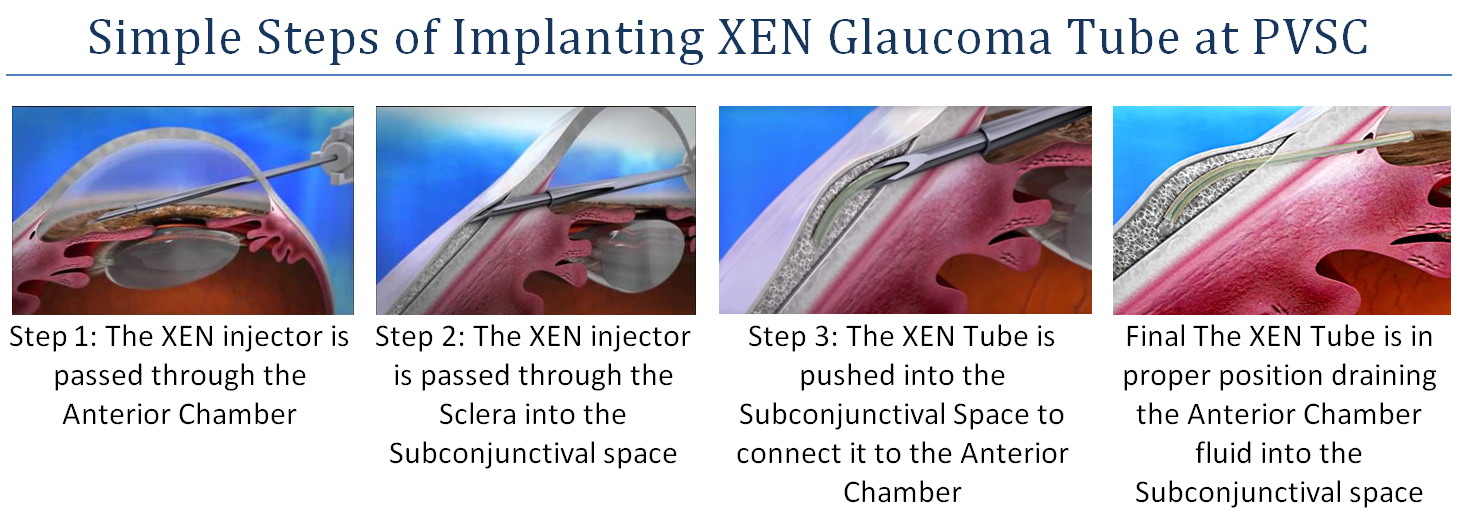 Simple Steps of Implanting XEN Glaucoma Tube at PVSC
Step 1: The XEN injector is
passed through the
Anterior Chamber
Step 2: The XEN injector
is passed through the
Sclera into the
Subconjunctival space
Step 3: The XEN Tube is
pushed into the
Subconjunctival Space to
connect it to the Anterior
Chamber
Final The XEN Tube is in
proper position draining
the Anterior Chamber
fluid into the
Subconjunctival space